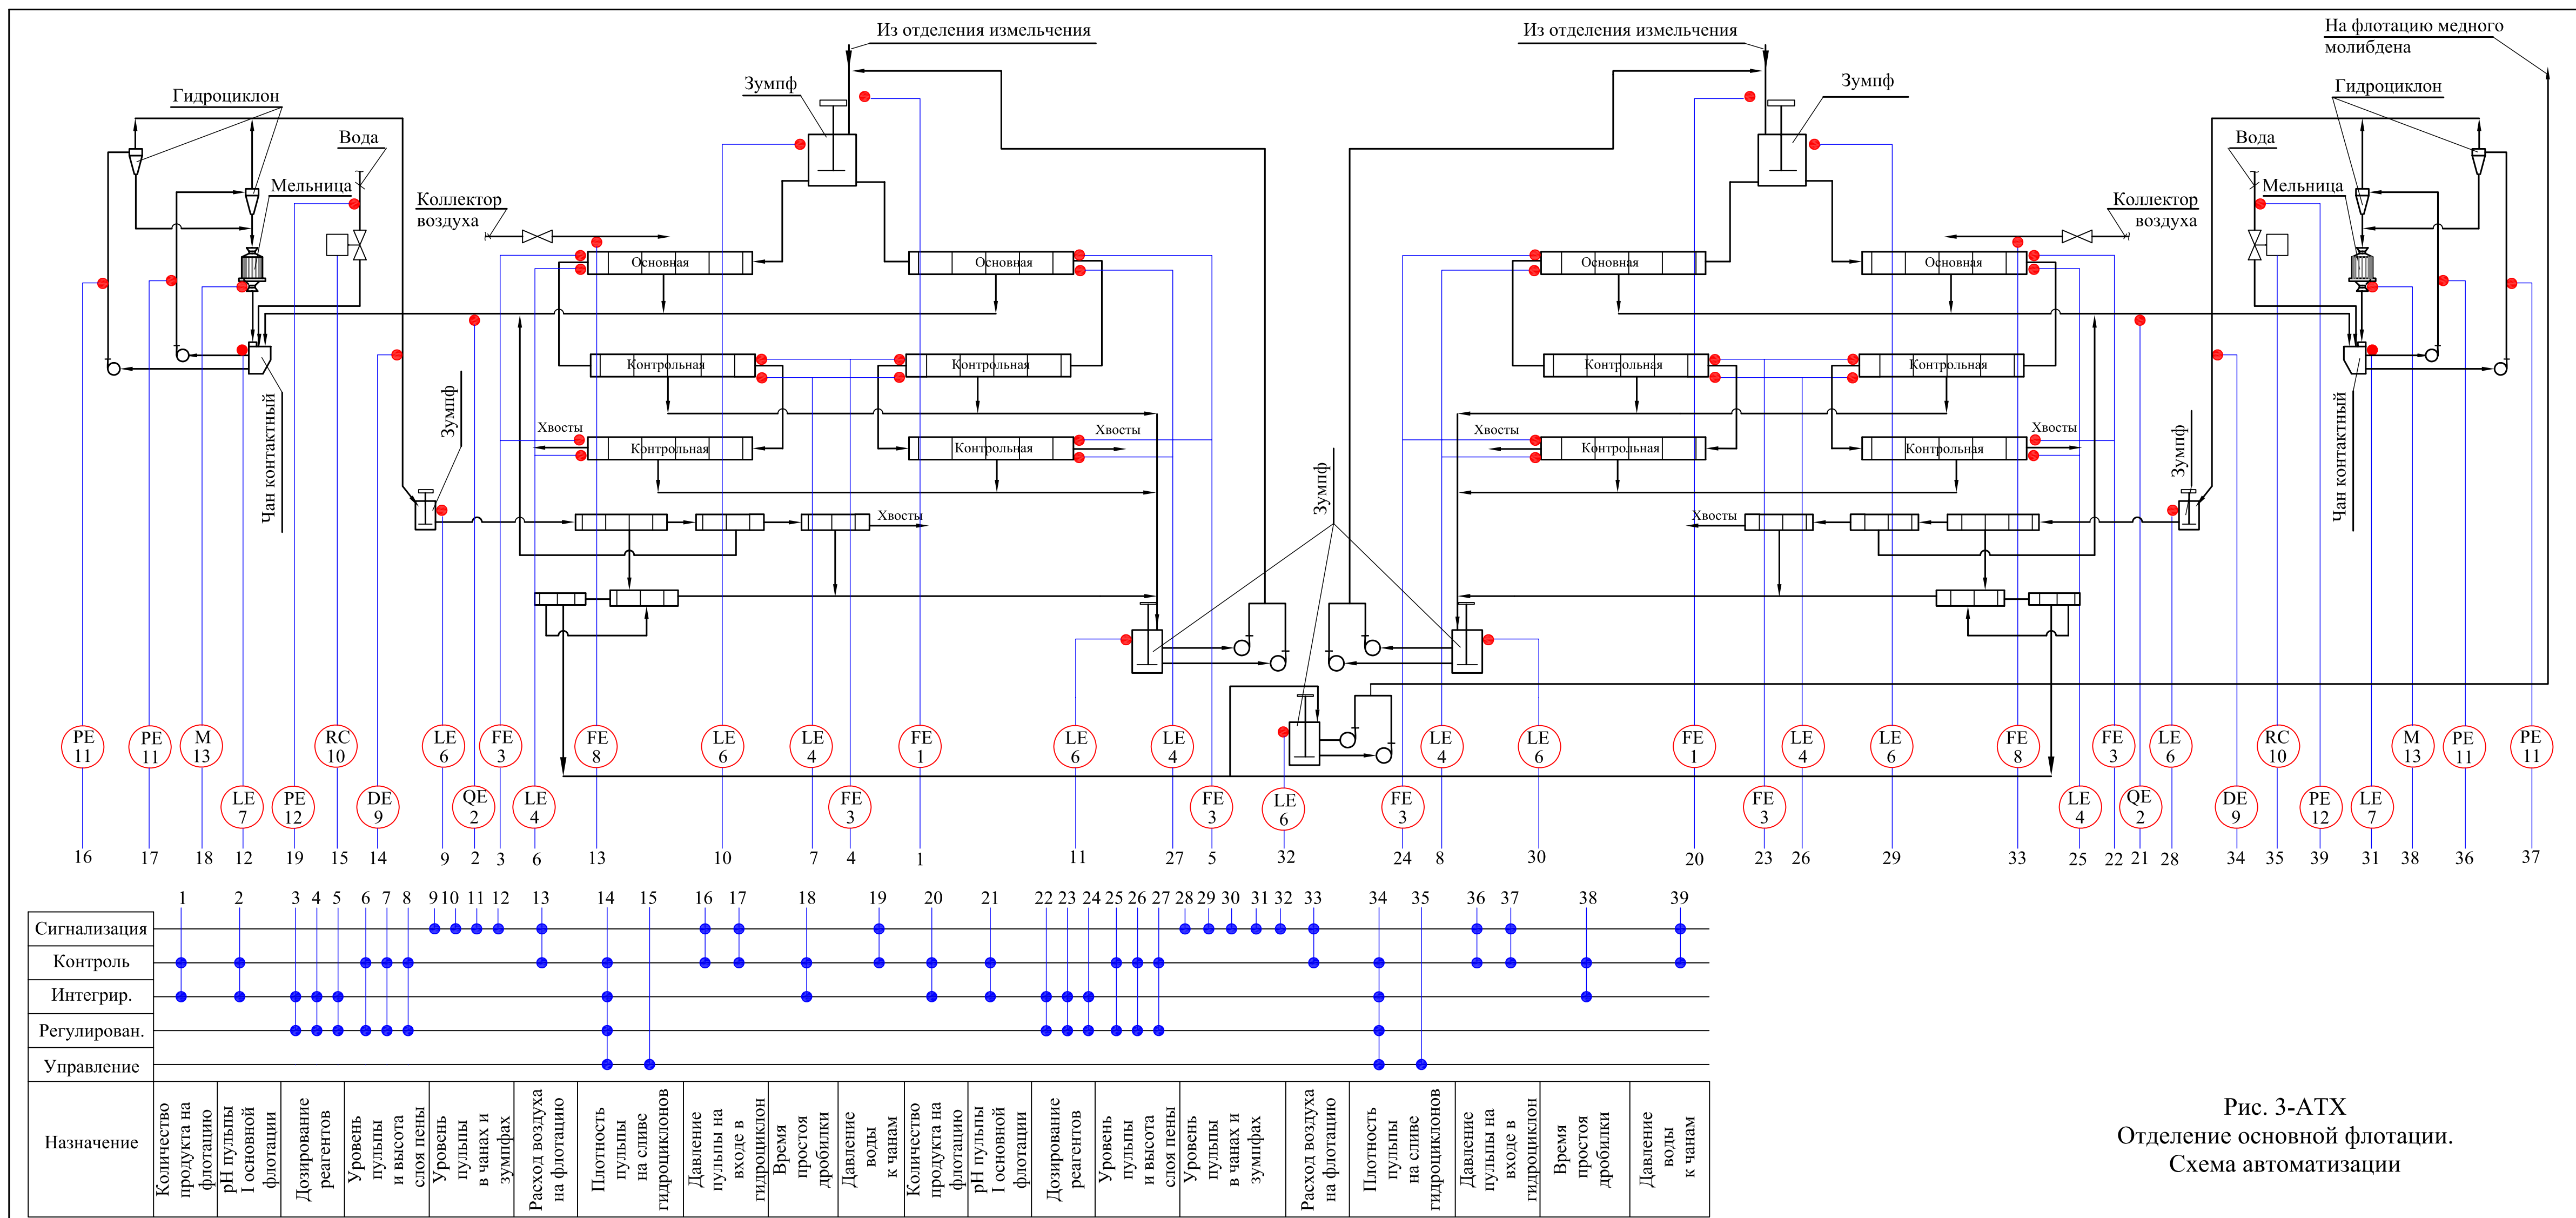 Из отделения измельчения
Из отделения измельчения
На флотацию медного
молибдена
Зумпф
Зумпф
Гидроциклон
Гидроциклон
Вода
Вода
Мельница
Мельница
Коллектор
воздуха
Коллектор
воздуха
Основная
Основная
Основная
Основная
Контрольная
Контрольная
Контрольная
Контрольная
Чан контактный
Зумпф
Хвосты
Контрольная
Контрольная
Хвосты
Зумпф
Хвосты
Контрольная
Контрольная
Хвосты
Зумпф
Чан контактный
Хвосты
Хвосты
PE 11
PE 11
M 13
RC 10
LE 6
FE 3
FE 8
LE 6
LE 4
FE 1
LE 6
LE 4
LE 4
LE 6
FE 1
LE 4
LE 6
FE 8
FE 3
LE 6
RC 10
M 13
PE 11
PE 11
LE 7
PE 12
DE 9
QE 2
LE 4
FE 3
FE 3
LE 6
FE 3
FE 3
LE 4
QE 2
DE 9
PE 12
LE 7
16 17 18 12 19 15 14 9 2 3 6 13 10 7 4 1 11 27 5 32 24 8 30 20 23 26 29 33 25 22 21 28 34 35 39 31 38 36 37
1 2 3 4 5 6 7 8 9 10 11 12 13 14 15 16 17 18 19 20 21 22 23 24 25 26 27 28 29 30 31 32 33 34 35 36 37 38 39
Сигнализация
Контроль
Интегрир.
Регулирован.
Управление
Назначение
Количество
продукта на
флотацию
pH пульпы
I основной
флотации
Дозирование
реагентов
Уровень
пульпы
и высота
слоя пены
Уровень
пульпы
в чанах и
зумпфах
Расход воздуха
на флотацию
Плотность
пульпы
на сливе
гидроциклонов
Давление
пульпы на
входе в
гидроциклон
Время
простоя
дробилки
Давление
воды
к чанам
Количество
продукта на
флотацию
pH пульпы
I основной
флотации
Дозирование
реагентов
Уровень
пульпы
и высота
слоя пены
Уровень
пульпы
в чанах и
зумпфах
Расход воздуха
на флотацию
Плотность
пульпы
на сливе
гидроциклонов
Давление
пульпы на
входе в
гидроциклон
Время
простоя
дробилки
Давление
воды
к чанам
Рис. 3-АТХ
Отделение основной флотации.
Схема автоматизации